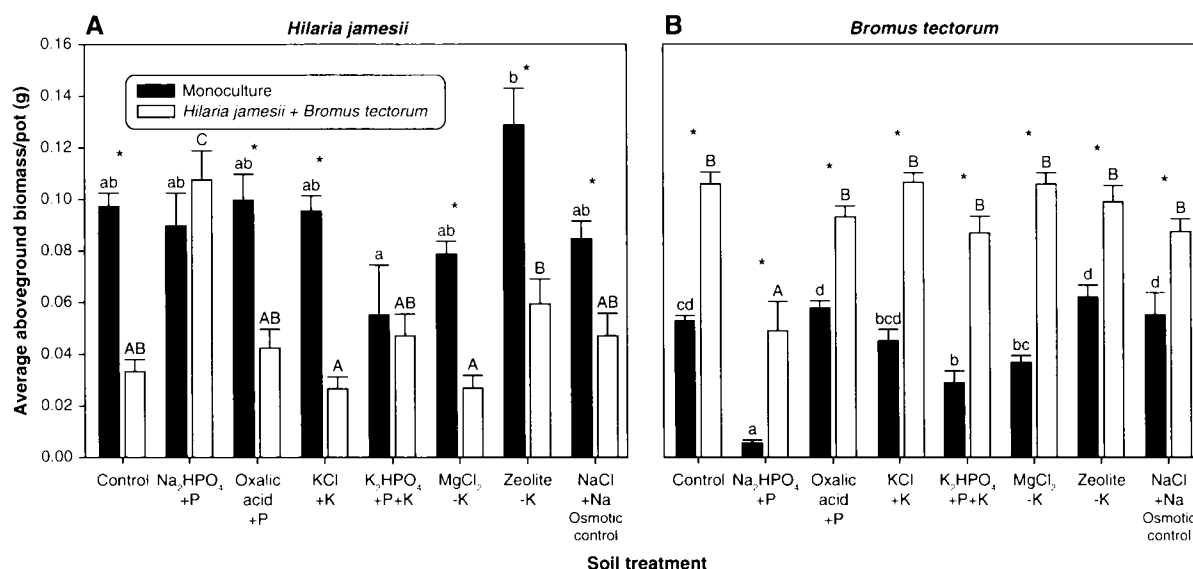 A
Hilaria jamesii
B
Bromus tectorum
Average aboveground biomass/pot (g)
0.16
0.14
0.12
0.10
0.08
0.06
0.04
0.02
0.00
Monoculture
Hilaria jamesii + Bromus tectorum
ab * AB
ab C
ab * AB
ab * A
a AB
ab * A
b * B
ab * AB
cd * B
a * A
d * B
bcd * B
b * B
bc * B
d * B
d * B
Control
Na₂HPO₄
+P
Oxalic
acid
+P
KCl
+K
K₂HPO₄
+P+K
MgCl₂
-K
Zeolite
-K
NaCl
+Na
Osmotic
control
Control
Na₂HPO₄
+P
Oxalic
acid
+P
KCl
+K
K₂HPO₄
+P+K
MgCl₂
-K
Zeolite
-K
NaCl
+Na
Osmotic
control
Soil treatment